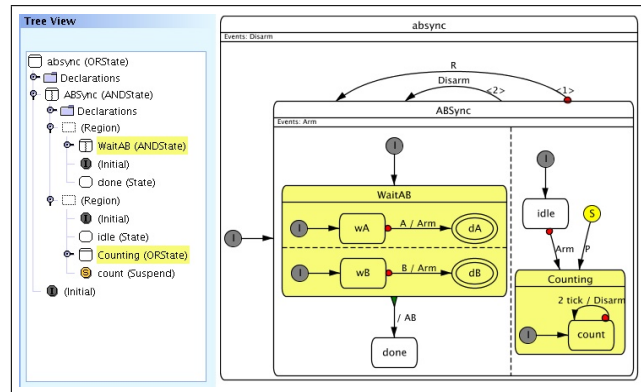 Tree View
absync (ORState)
Declarations
ABSync (ANDState)
Declarations
(Region)
WaitAB (ANDState)
I (Initial)
done (State)
(Region)
I (Initial)
idle (State)
Counting (ORState)
S count (Suspend)
I (Initial)
absync
Events: Disarm
R
Disarm
<2> <1>
ABSync
Events: Arm
I
I
WaitAB
I wA A / Arm dA
I wB B / Arm dB
I
/ AB
done
idle
S
Arm P
Counting
2 tick / Disarm
I count